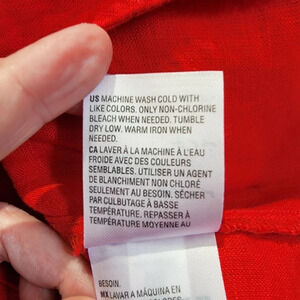 US MACHINE WASH COLD WITH
LIKE COLORS. ONLY NON-CHLORINE
BLEACH WHEN NEEDED. TUMBLE
DRY LOW. WARM IRON WHEN
NEEDED.
CA LAVER À LA MACHINE À L'EAU
FROIDE AVEC DES COULEURS
SEMBLABLES. UTILISER UN AGENT
DE BLANCHIMENT NON CHLORÉ
SEULEMENT AU BESOIN. SÉCHER
PAR CULBUTAGE À BASSE
TEMPÉRATURE. REPASSER À
TEMPÉRATURE MOYENNE AU
BESOIN.
MX LAVAR A MÁQUINA EN